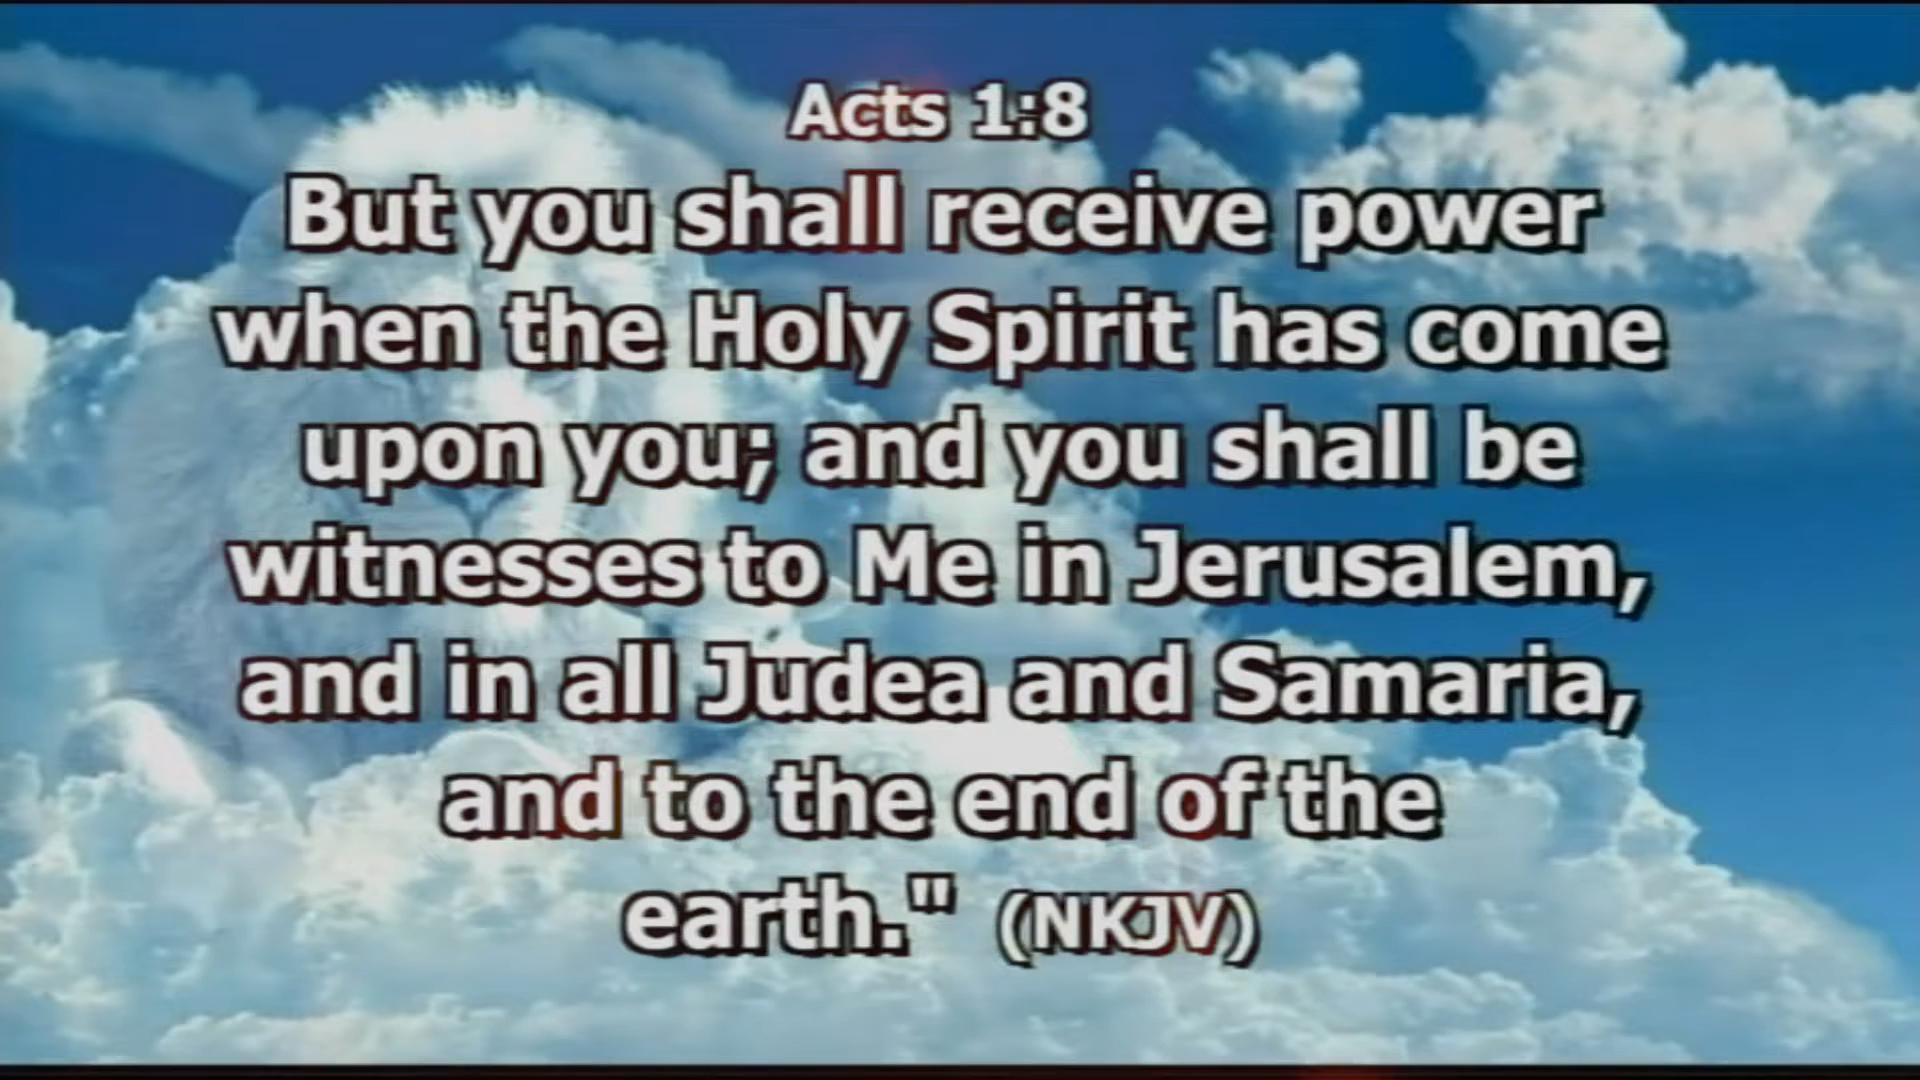 Acts 1:8
But you shall receive power
when the Holy Spirit has come
upon you; and you shall be
witnesses to Me in Jerusalem,
and in all Judea and Samaria,
and to the end of the
earth." (NKJV)